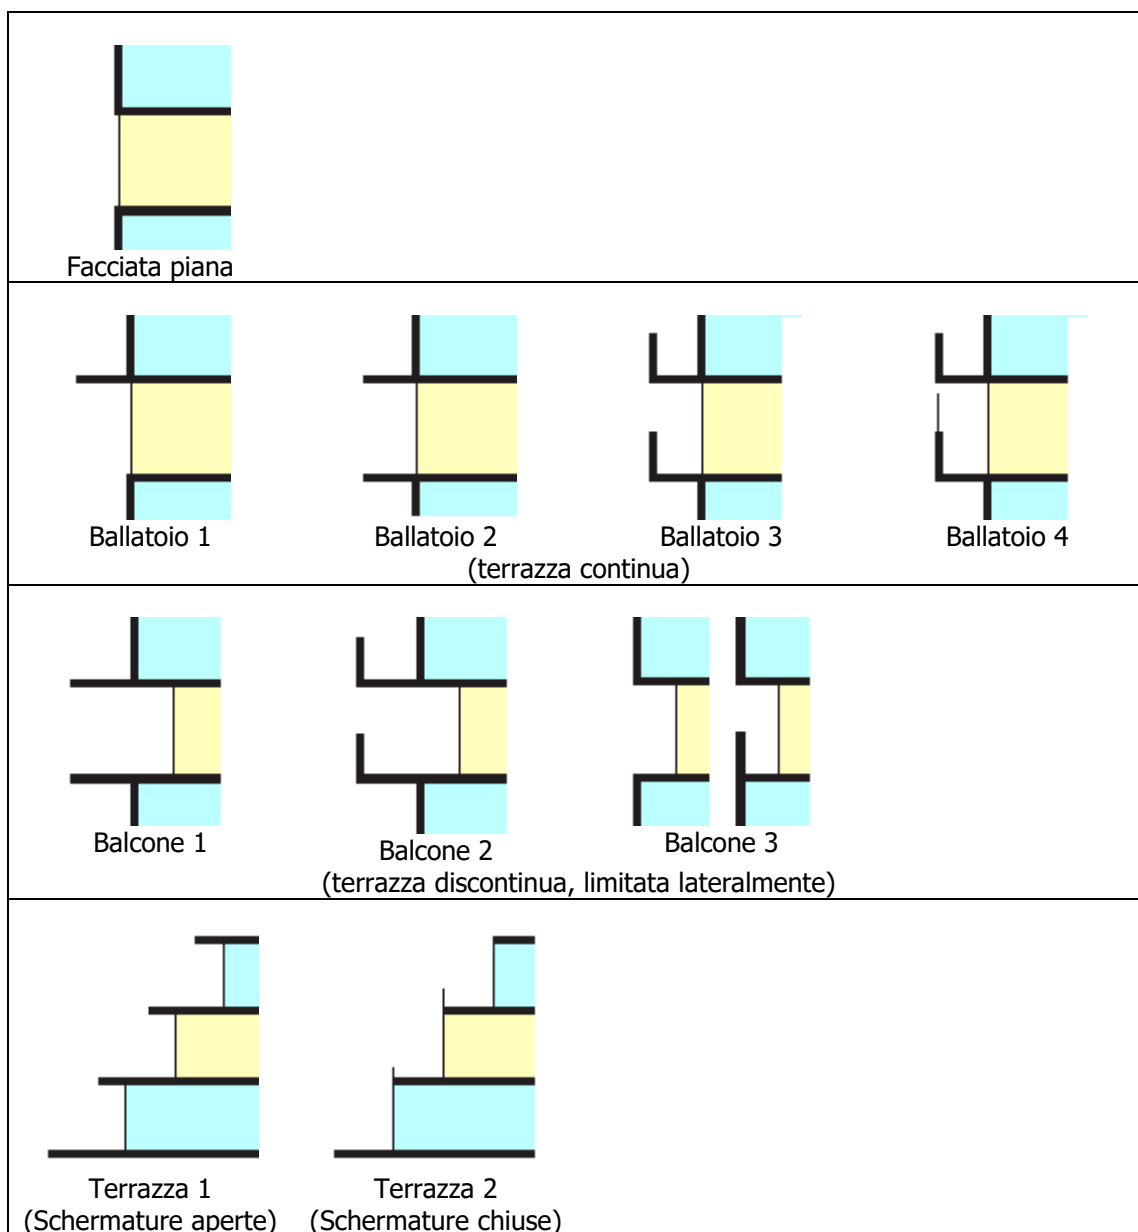 Facciata piana
Ballatoio 1 Ballatoio 2 Ballatoio 3 Ballatoio 4
(terrazza continua)
Balcone 1 Balcone 2 Balcone 3
(terrazza discontinua, limitata lateralmente)
Terrazza 1 Terrazza 2
(Schermature aperte) (Schermature chiuse)